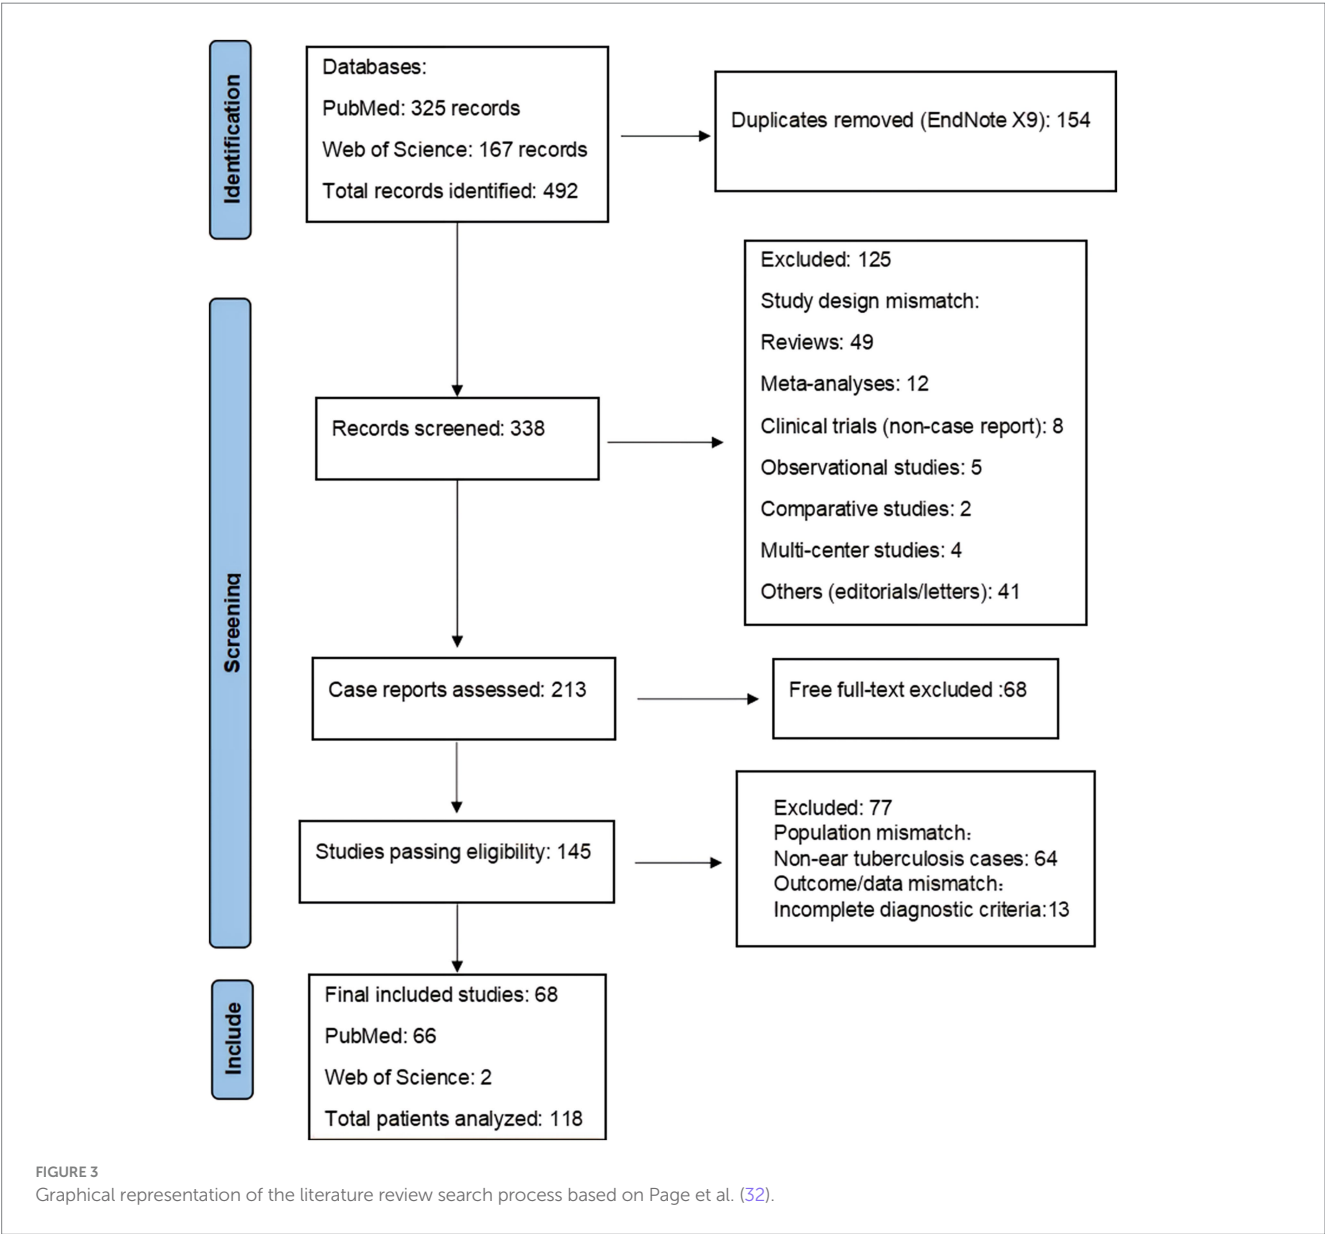 Identification
Databases:
PubMed: 325 records
Web of Science: 167 records
Total records identified: 492
Duplicates removed (EndNote X9): 154
Screening
Records screened: 338
Excluded: 125
Study design mismatch:
Reviews: 49
Meta-analyses: 12
Clinical trials (non-case report): 8
Observational studies: 5
Comparative studies: 2
Multi-center studies: 4
Others (editorials/letters): 41
Case reports assessed: 213
Free full-text excluded :68
Studies passing eligibility: 145
Excluded: 77
Population mismatch:
Non-ear tuberculosis cases: 64
Outcome/data mismatch:
Incomplete diagnostic criteria:13
Include
Final included studies: 68
PubMed: 66
Web of Science: 2
Total patients analyzed: 118
FIGURE 3
Graphical representation of the literature review search process based on Page et al. (32).